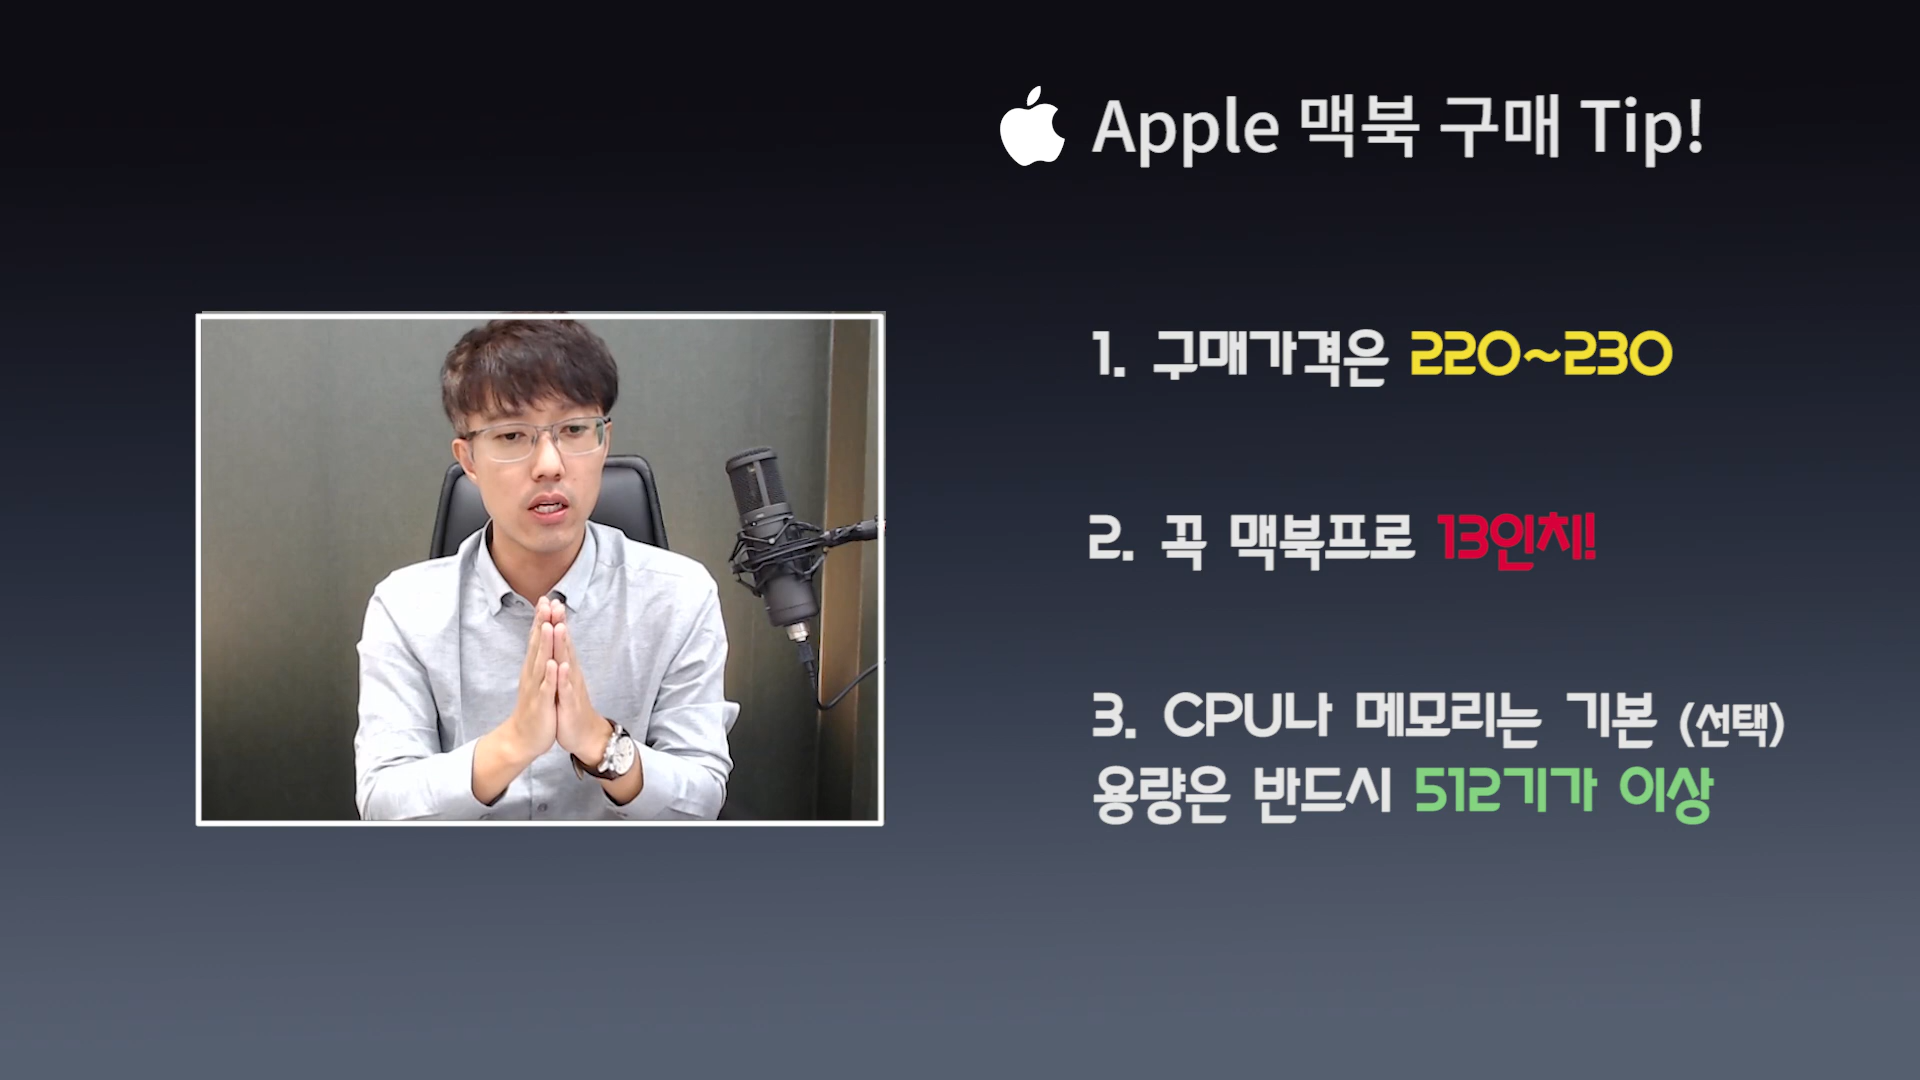 Apple 맥북 구매 Tip!
1. 구매가격은 220~230
2. 꼭 맥북프로 13인치!
3. CPU나 메모리는 기본 (선택)
용량은 반드시 512기가 이상